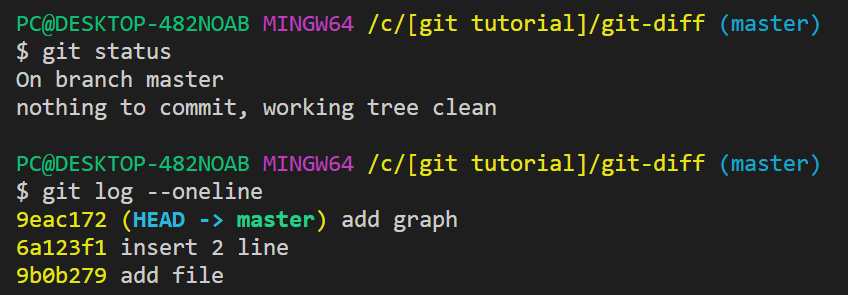 PC@DESKTOP-482NOAB MINGW64 /c/[git tutorial]/git-diff (master)
$ git status
On branch master
nothing to commit, working tree clean
PC@DESKTOP-482NOAB MINGW64 /c/[git tutorial]/git-diff (master)
$ git log --oneline
9eac172 (HEAD -> master) add graph
6a123f1 insert 2 line
9b0b279 add file